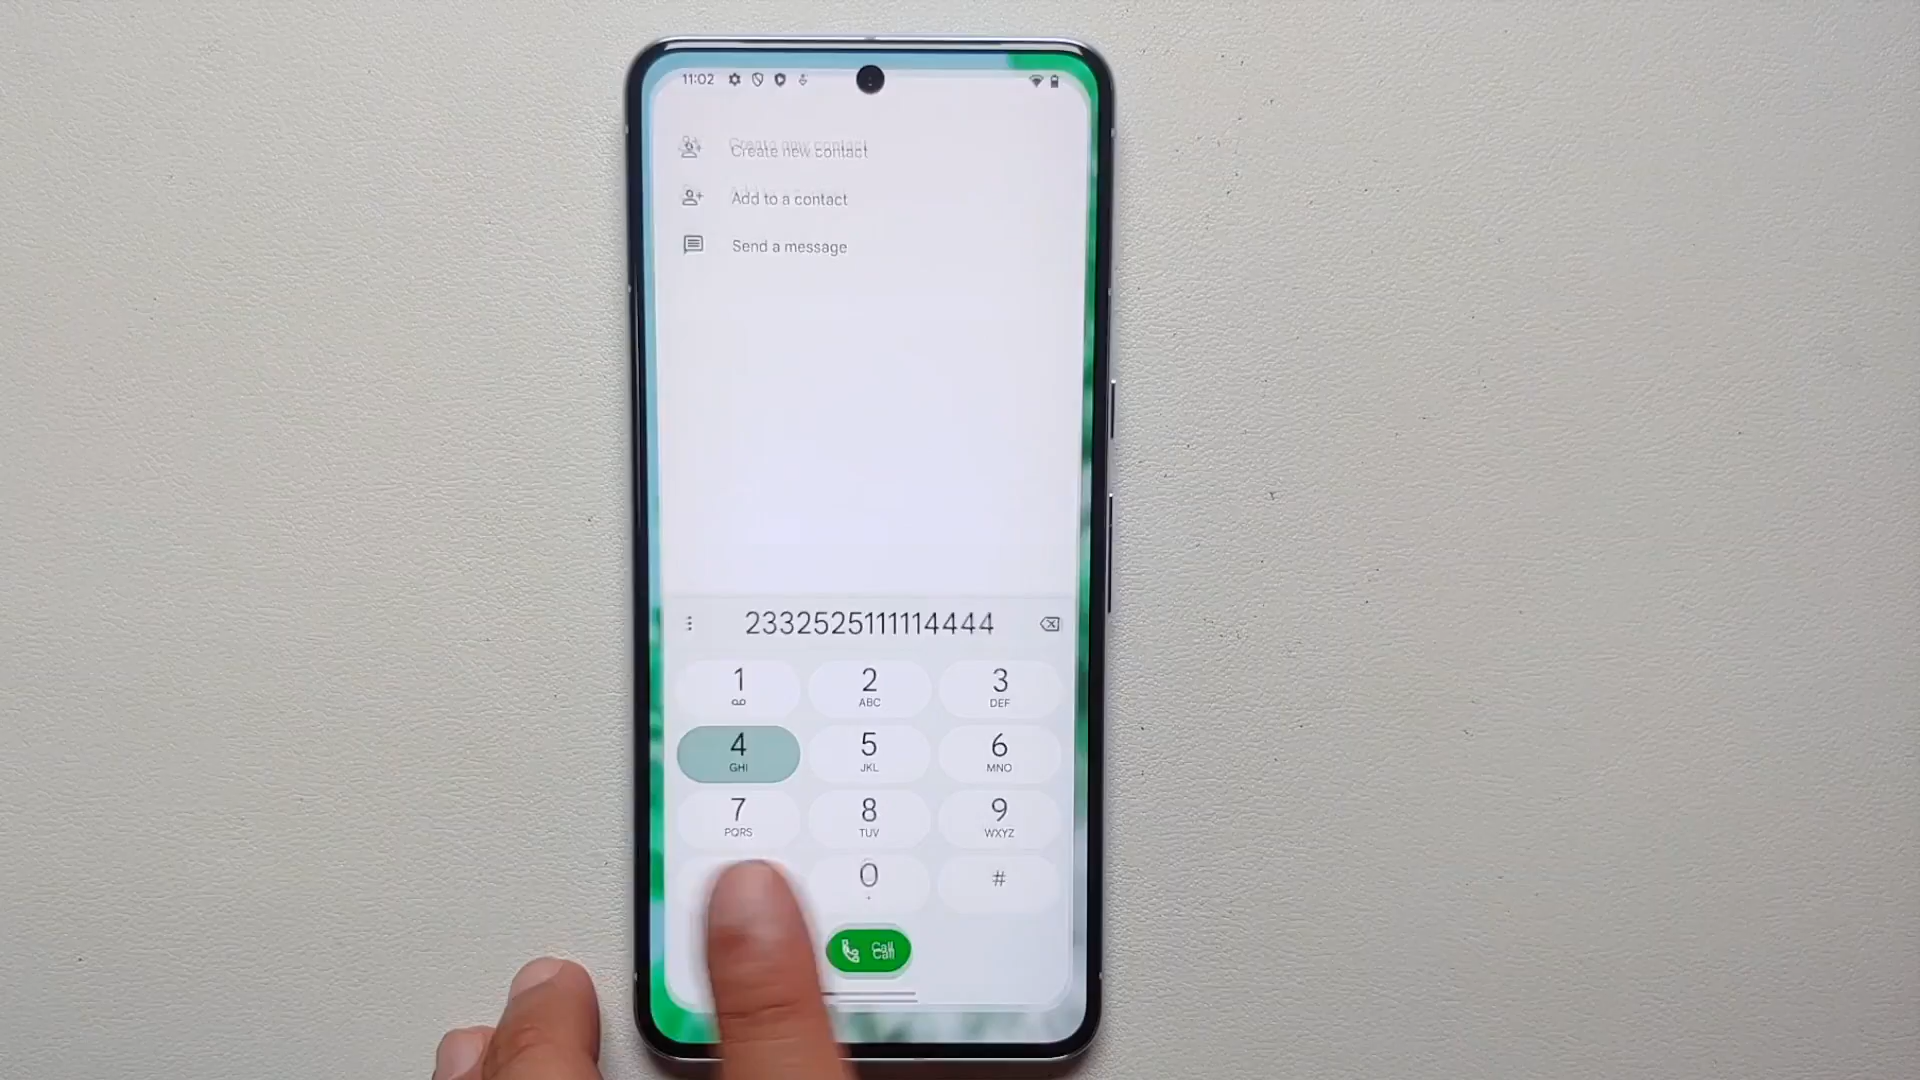 11:02
Create new contact
Add to a contact
Send a message
2332525111114444
1 2 ABC 3 DEF
4 GHI 5 JKL 6 MNO
7 PQRS 8 TUV 9 WXYZ
0 #
Call